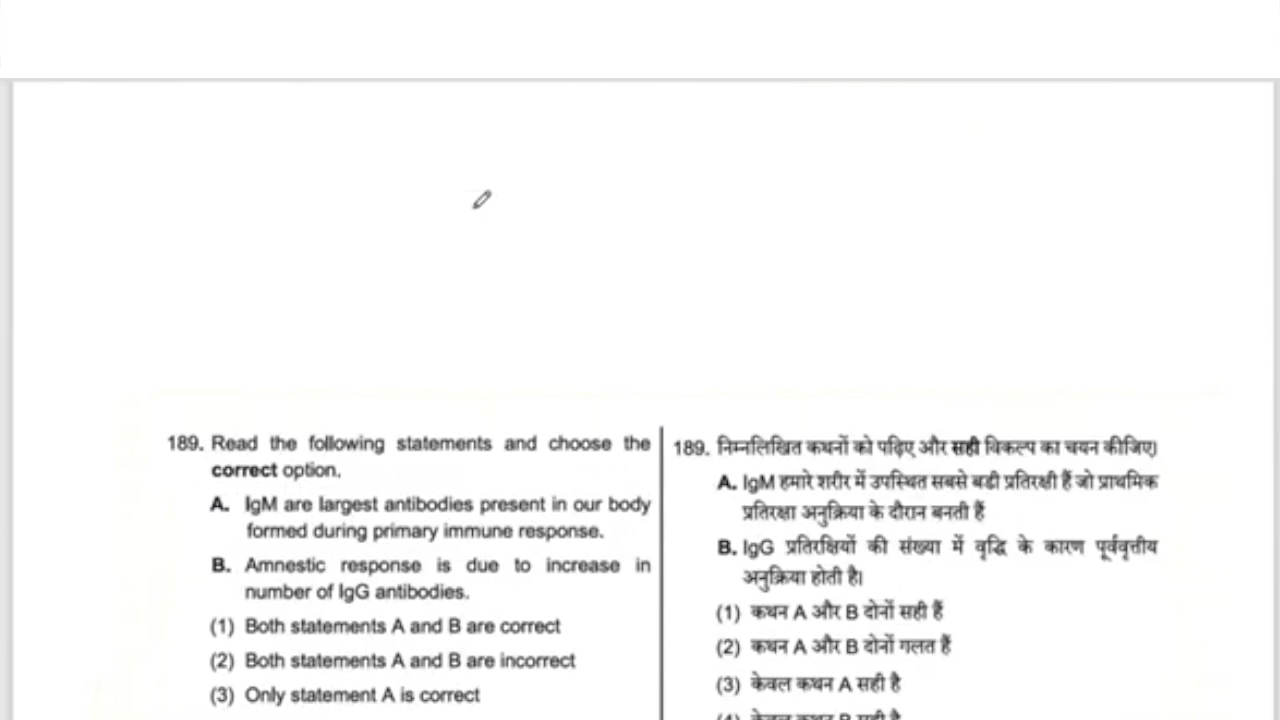 189. Read the following statements and choose the
correct option.
A. IgM are largest antibodies present in our body
formed during primary immune response.
B. Amnestic response is due to increase in
number of IgG antibodies.
(1) Both statements A and B are correct
(2) Both statements A and B are incorrect
(3) Only statement A is correct
189. निम्नलिखित कथनों को पढ़िए और सही विकल्प का चयन कीजिए।
A. IgM हमारे शरीर में उपस्थित सबसे बडी प्रतिरक्षी हैं जो प्राथमिक
प्रतिरक्षा अनुक्रिया के दौरान बनती हैं
B. IgG प्रतिरक्षियों की संख्या में वृद्धि के कारण पूर्ववृत्तीय
अनुक्रिया होती है।
(1) कथन A और B दोनों सही हैं
(2) कथन A और B दोनों गलत हैं
(3) केवल कथन A सही है